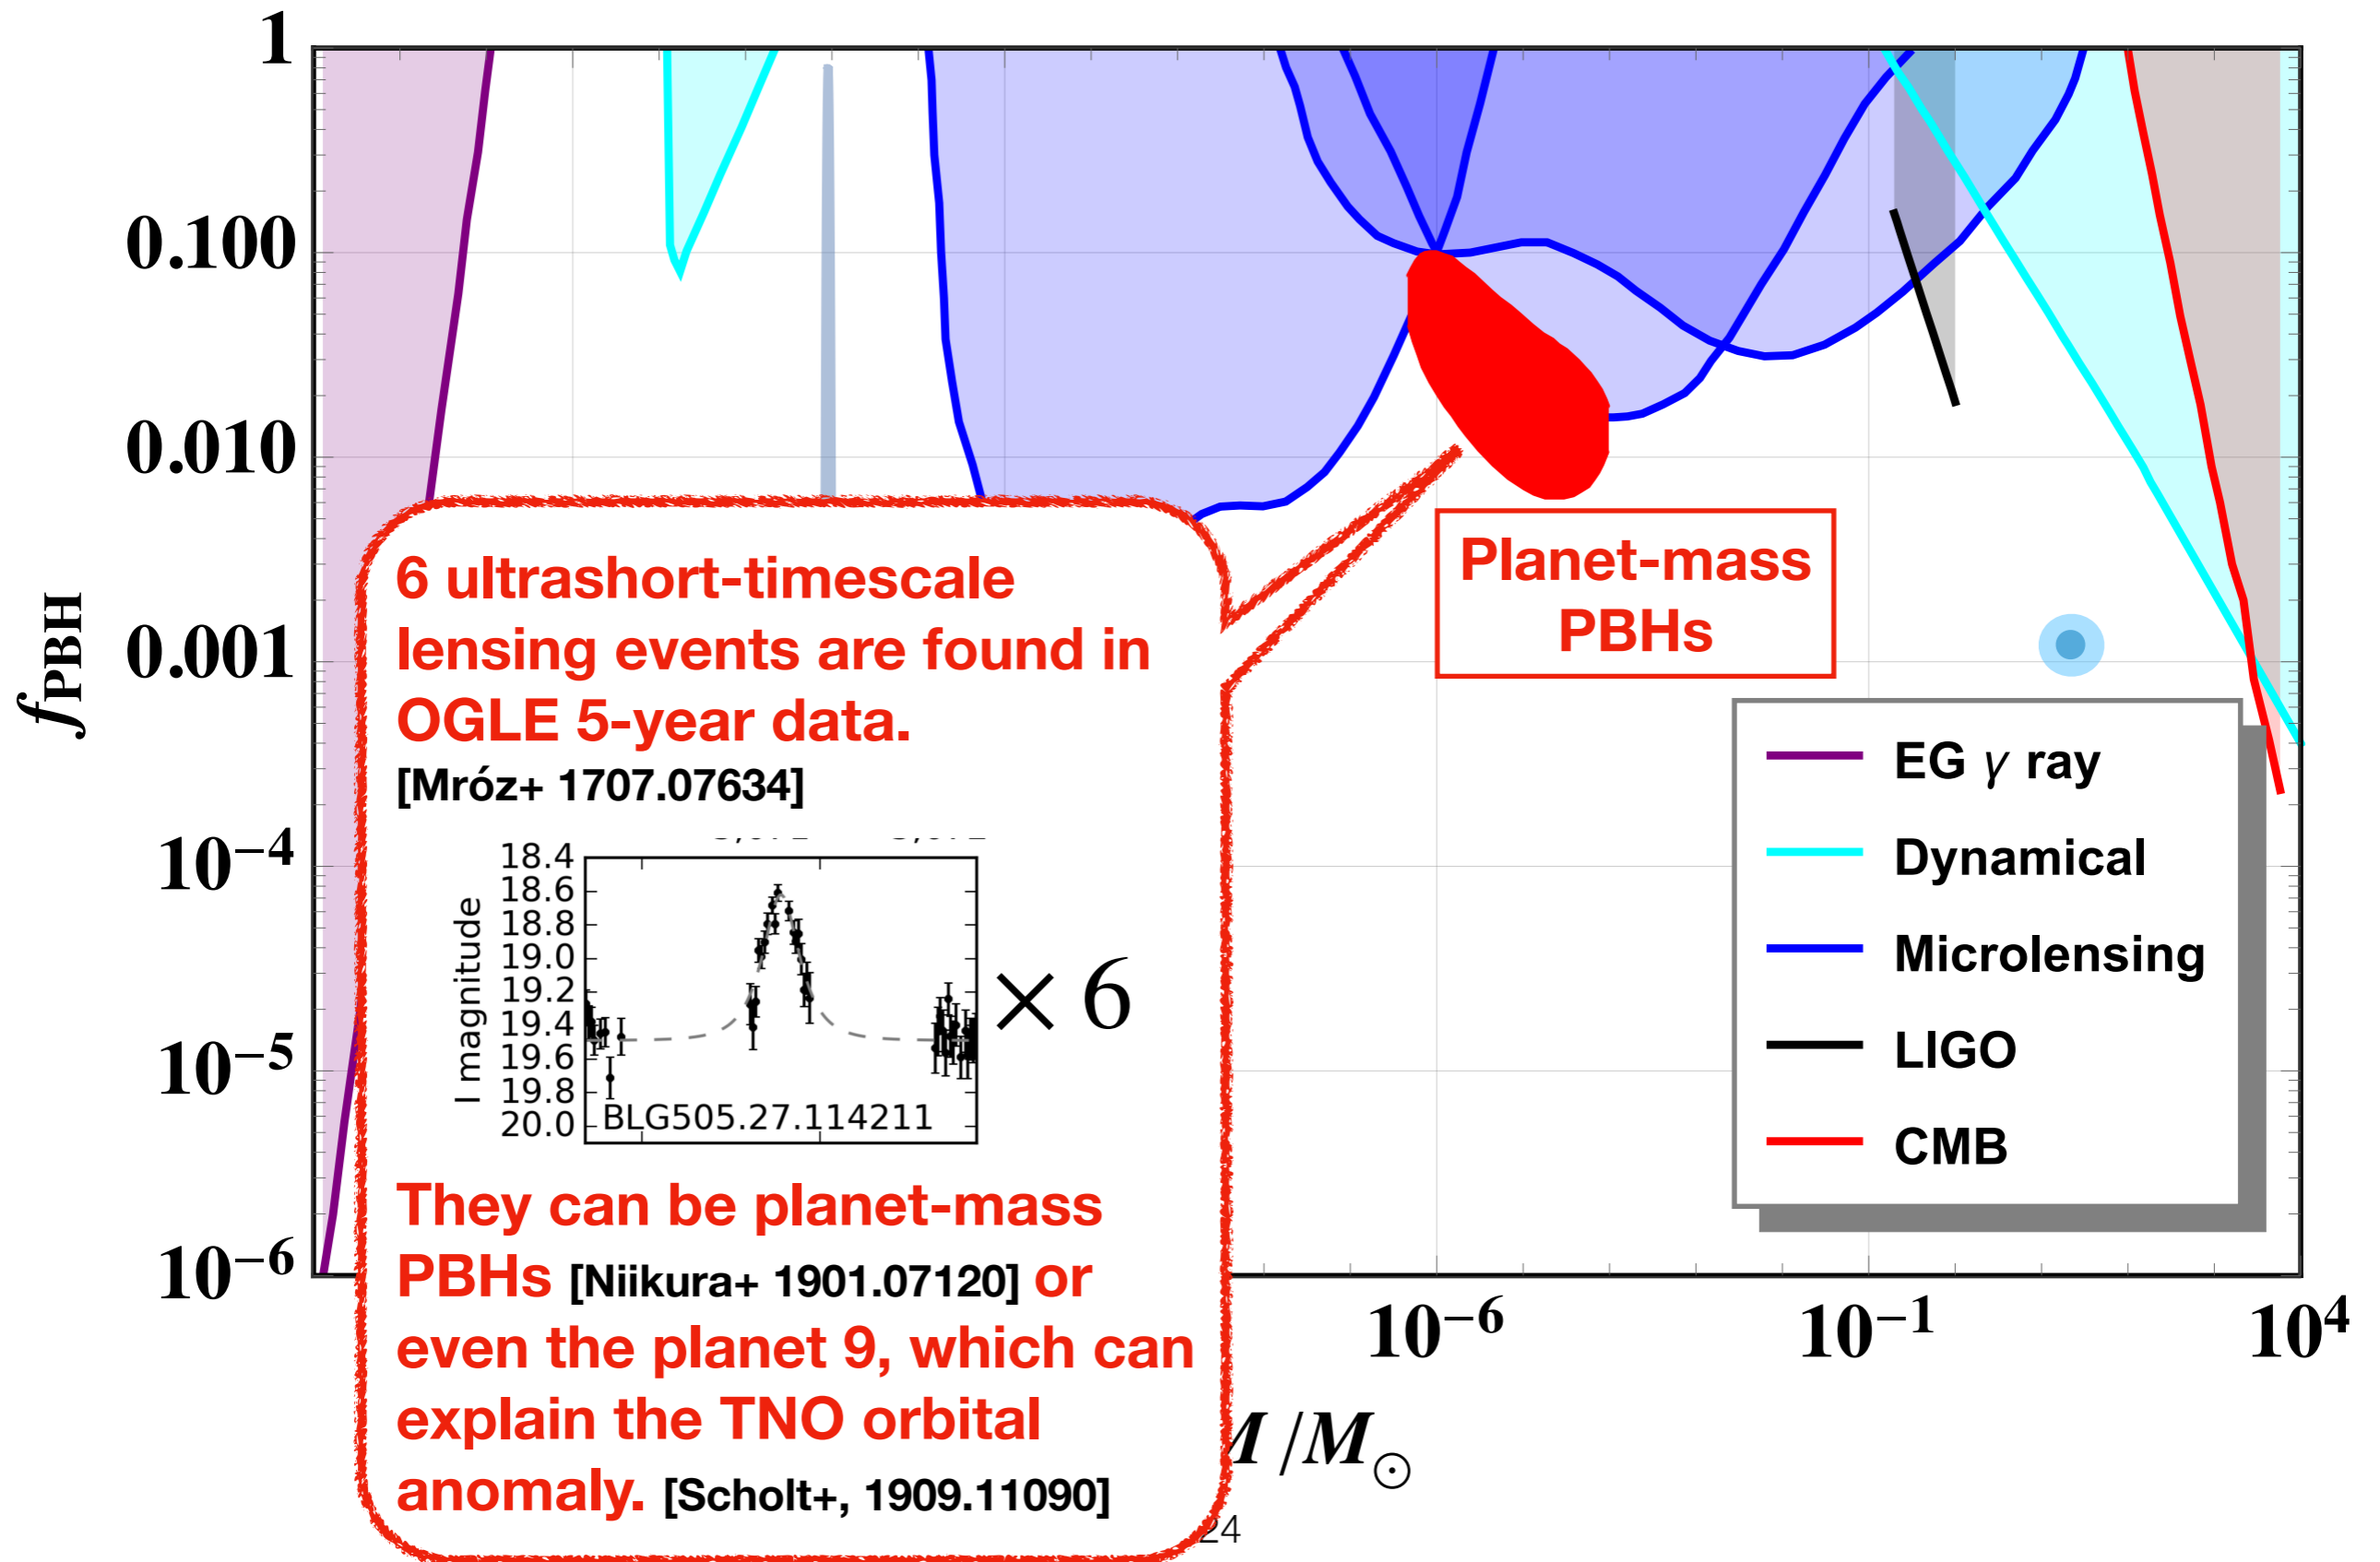 1
0.100
0.010
0.001
10⁻⁴
10⁻⁵
10⁻⁶
f_PBH
6 ultrashort-timescale
lensing events are found in
OGLE 5-year data.
[Mróz+ 1707.07634]
18.4
18.6
18.8
19.0
19.2
19.4
19.6
19.8
20.0
I magnitude
BLG505.27.114211
× 6
They can be planet-mass
PBHs [Niikura+ 1901.07120] or
even the planet 9, which can
explain the TNO orbital
anomaly. [Scholt+, 1909.11090]
Planet-mass
PBHs
EG γ ray
Dynamical
Microlensing
LIGO
CMB
10⁻⁶ 10⁻¹ 10⁴
M/M☉
24